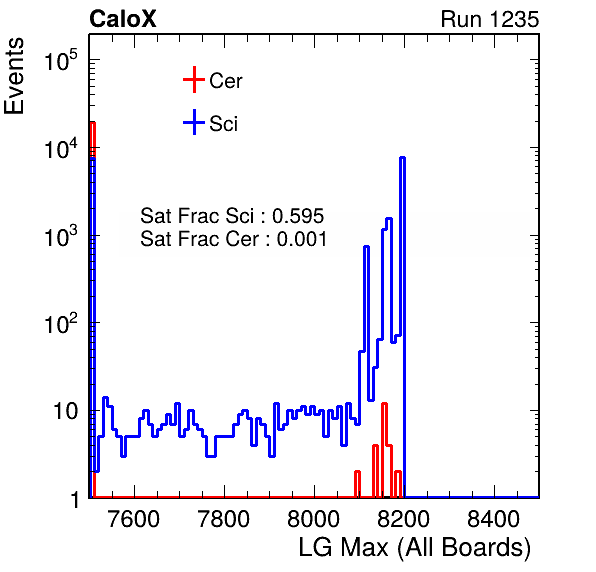 CaloX Run 1235
Events
10^5
10^4
10^3
10^2
10
1
Cer
Sci
Sat Frac Sci : 0.595
Sat Frac Cer : 0.001
7600 7800 8000 8200 8400
LG Max (All Boards)